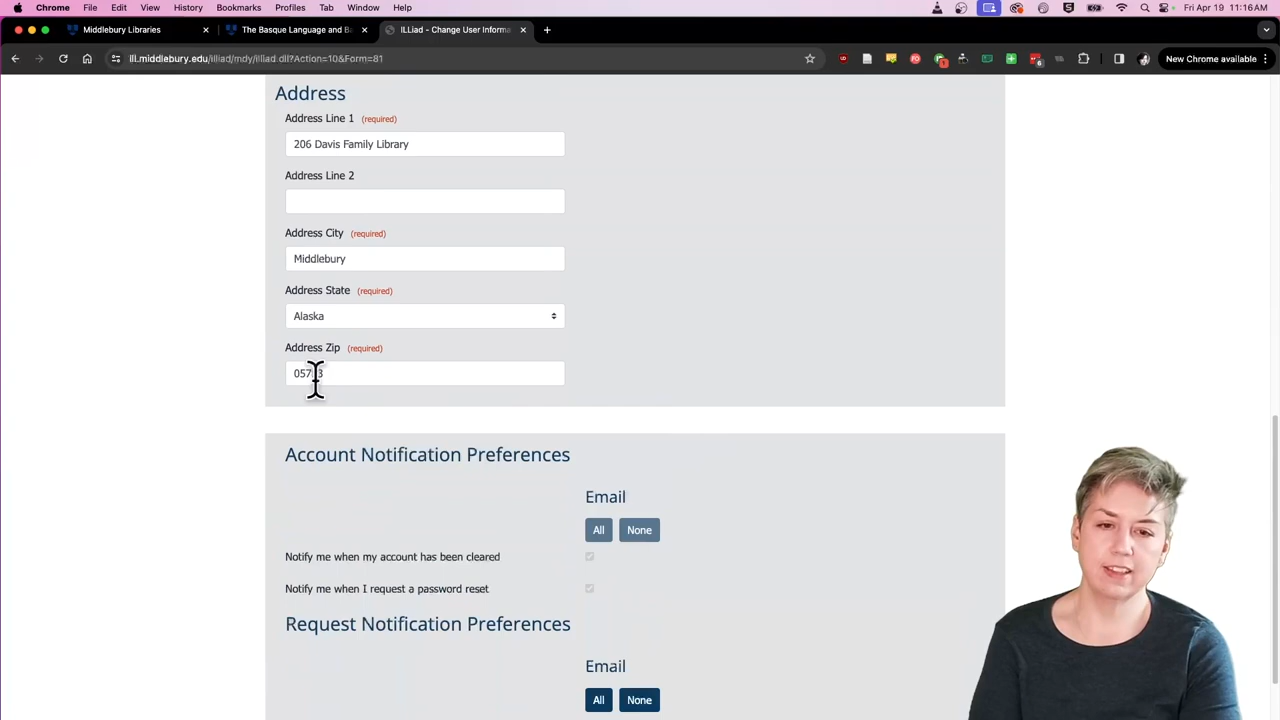 Chrome File Edit View History Bookmarks Profiles Tab Window Help Fri Apr 19 11:16 AM
Middlebury Libraries The Basque Language and Ba ILLiad - Change User Informa
ill.middlebury.edu/illiad/mdy/illiad.dll?Action=10&Form=81 New Chrome available
Address
Address Line 1 (required)
206 Davis Family Library
Address Line 2
Address City (required)
Middlebury
Address State (required)
Alaska
Address Zip (required)
Account Notification Preferences
Email
All None
Notify me when my account has been cleared
Notify me when I request a password reset
Request Notification Preferences
Email
All None